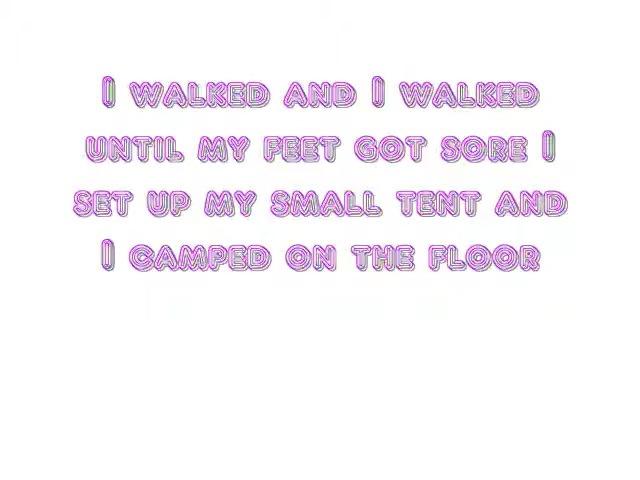 I WALKED AND I WALKED
UNTIL MY FEET GOT SORE I
SET UP MY SMALL TENT AND
I CAMPED ON THE FLOOR